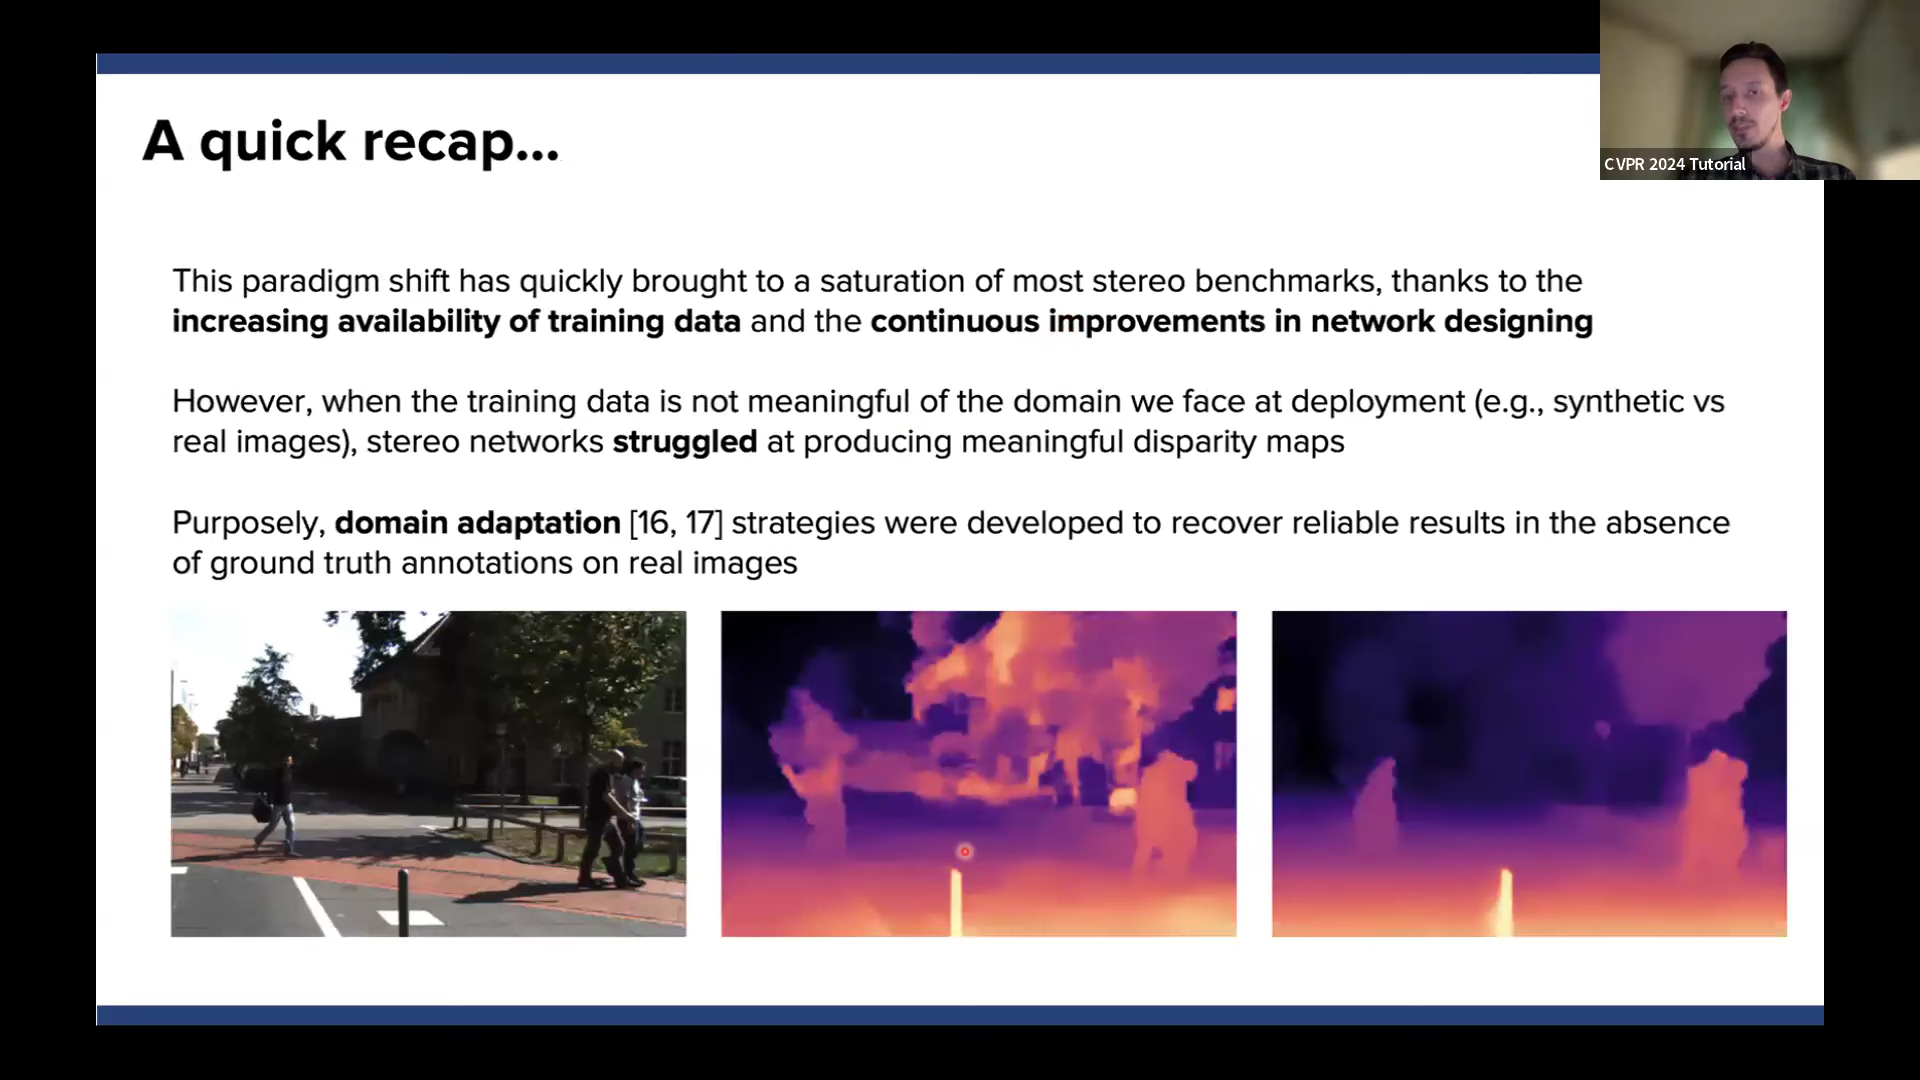 CVPR 2024 Tutorial
A quick recap...
This paradigm shift has quickly brought to a saturation of most stereo benchmarks, thanks to the
increasing availability of training data and the continuous improvements in network designing
However, when the training data is not meaningful of the domain we face at deployment (e.g., synthetic vs
real images), stereo networks struggled at producing meaningful disparity maps
Purposely, domain adaptation [16, 17] strategies were developed to recover reliable results in the absence
of ground truth annotations on real images